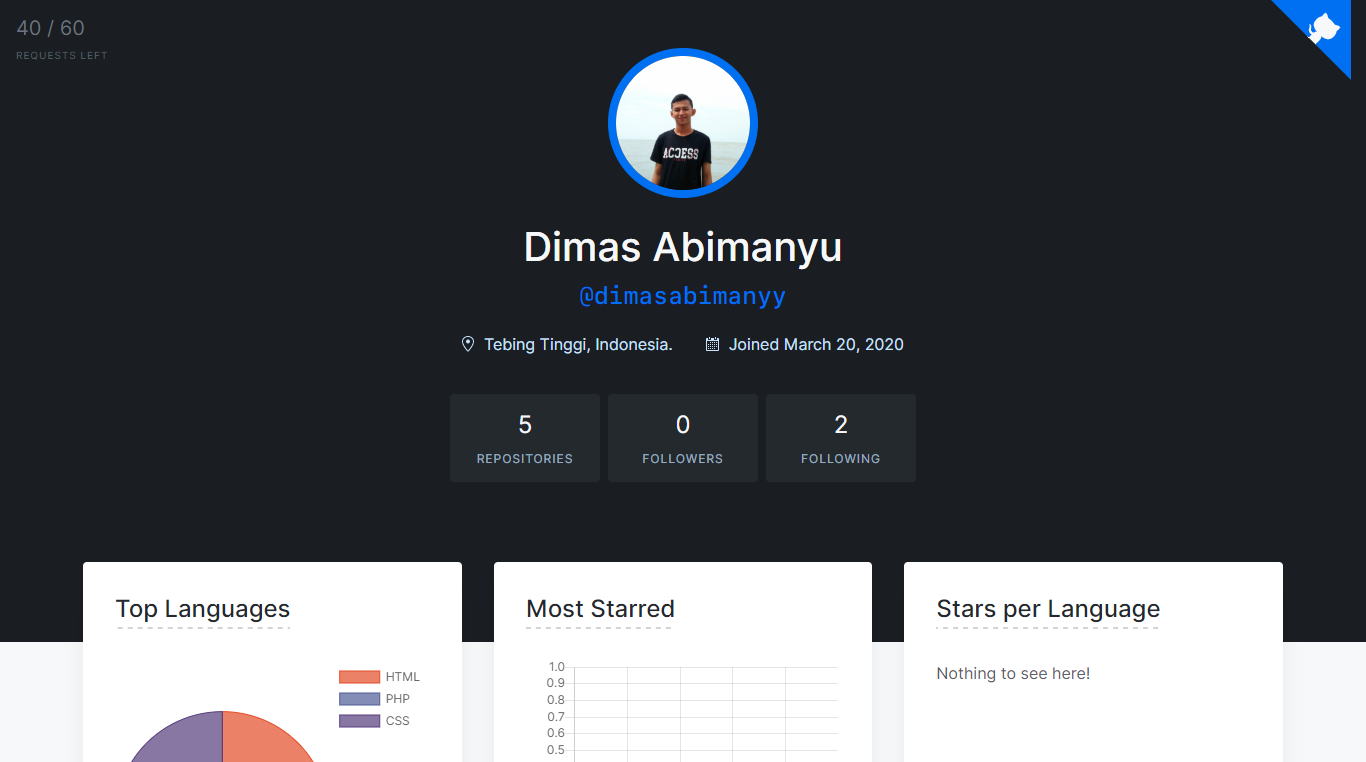 40 / 60
REQUESTS LEFT
ACCESS
Dimas Abimanyu
@dimasabimanyy
Tebing Tinggi, Indonesia. Joined March 20, 2020
5 0 2
REPOSITORIES FOLLOWERS FOLLOWING
Top Languages
HTML
PHP
CSS
Most Starred
1.0
0.9
0.8
0.7
0.6
0.5
Stars per Language
Nothing to see here!